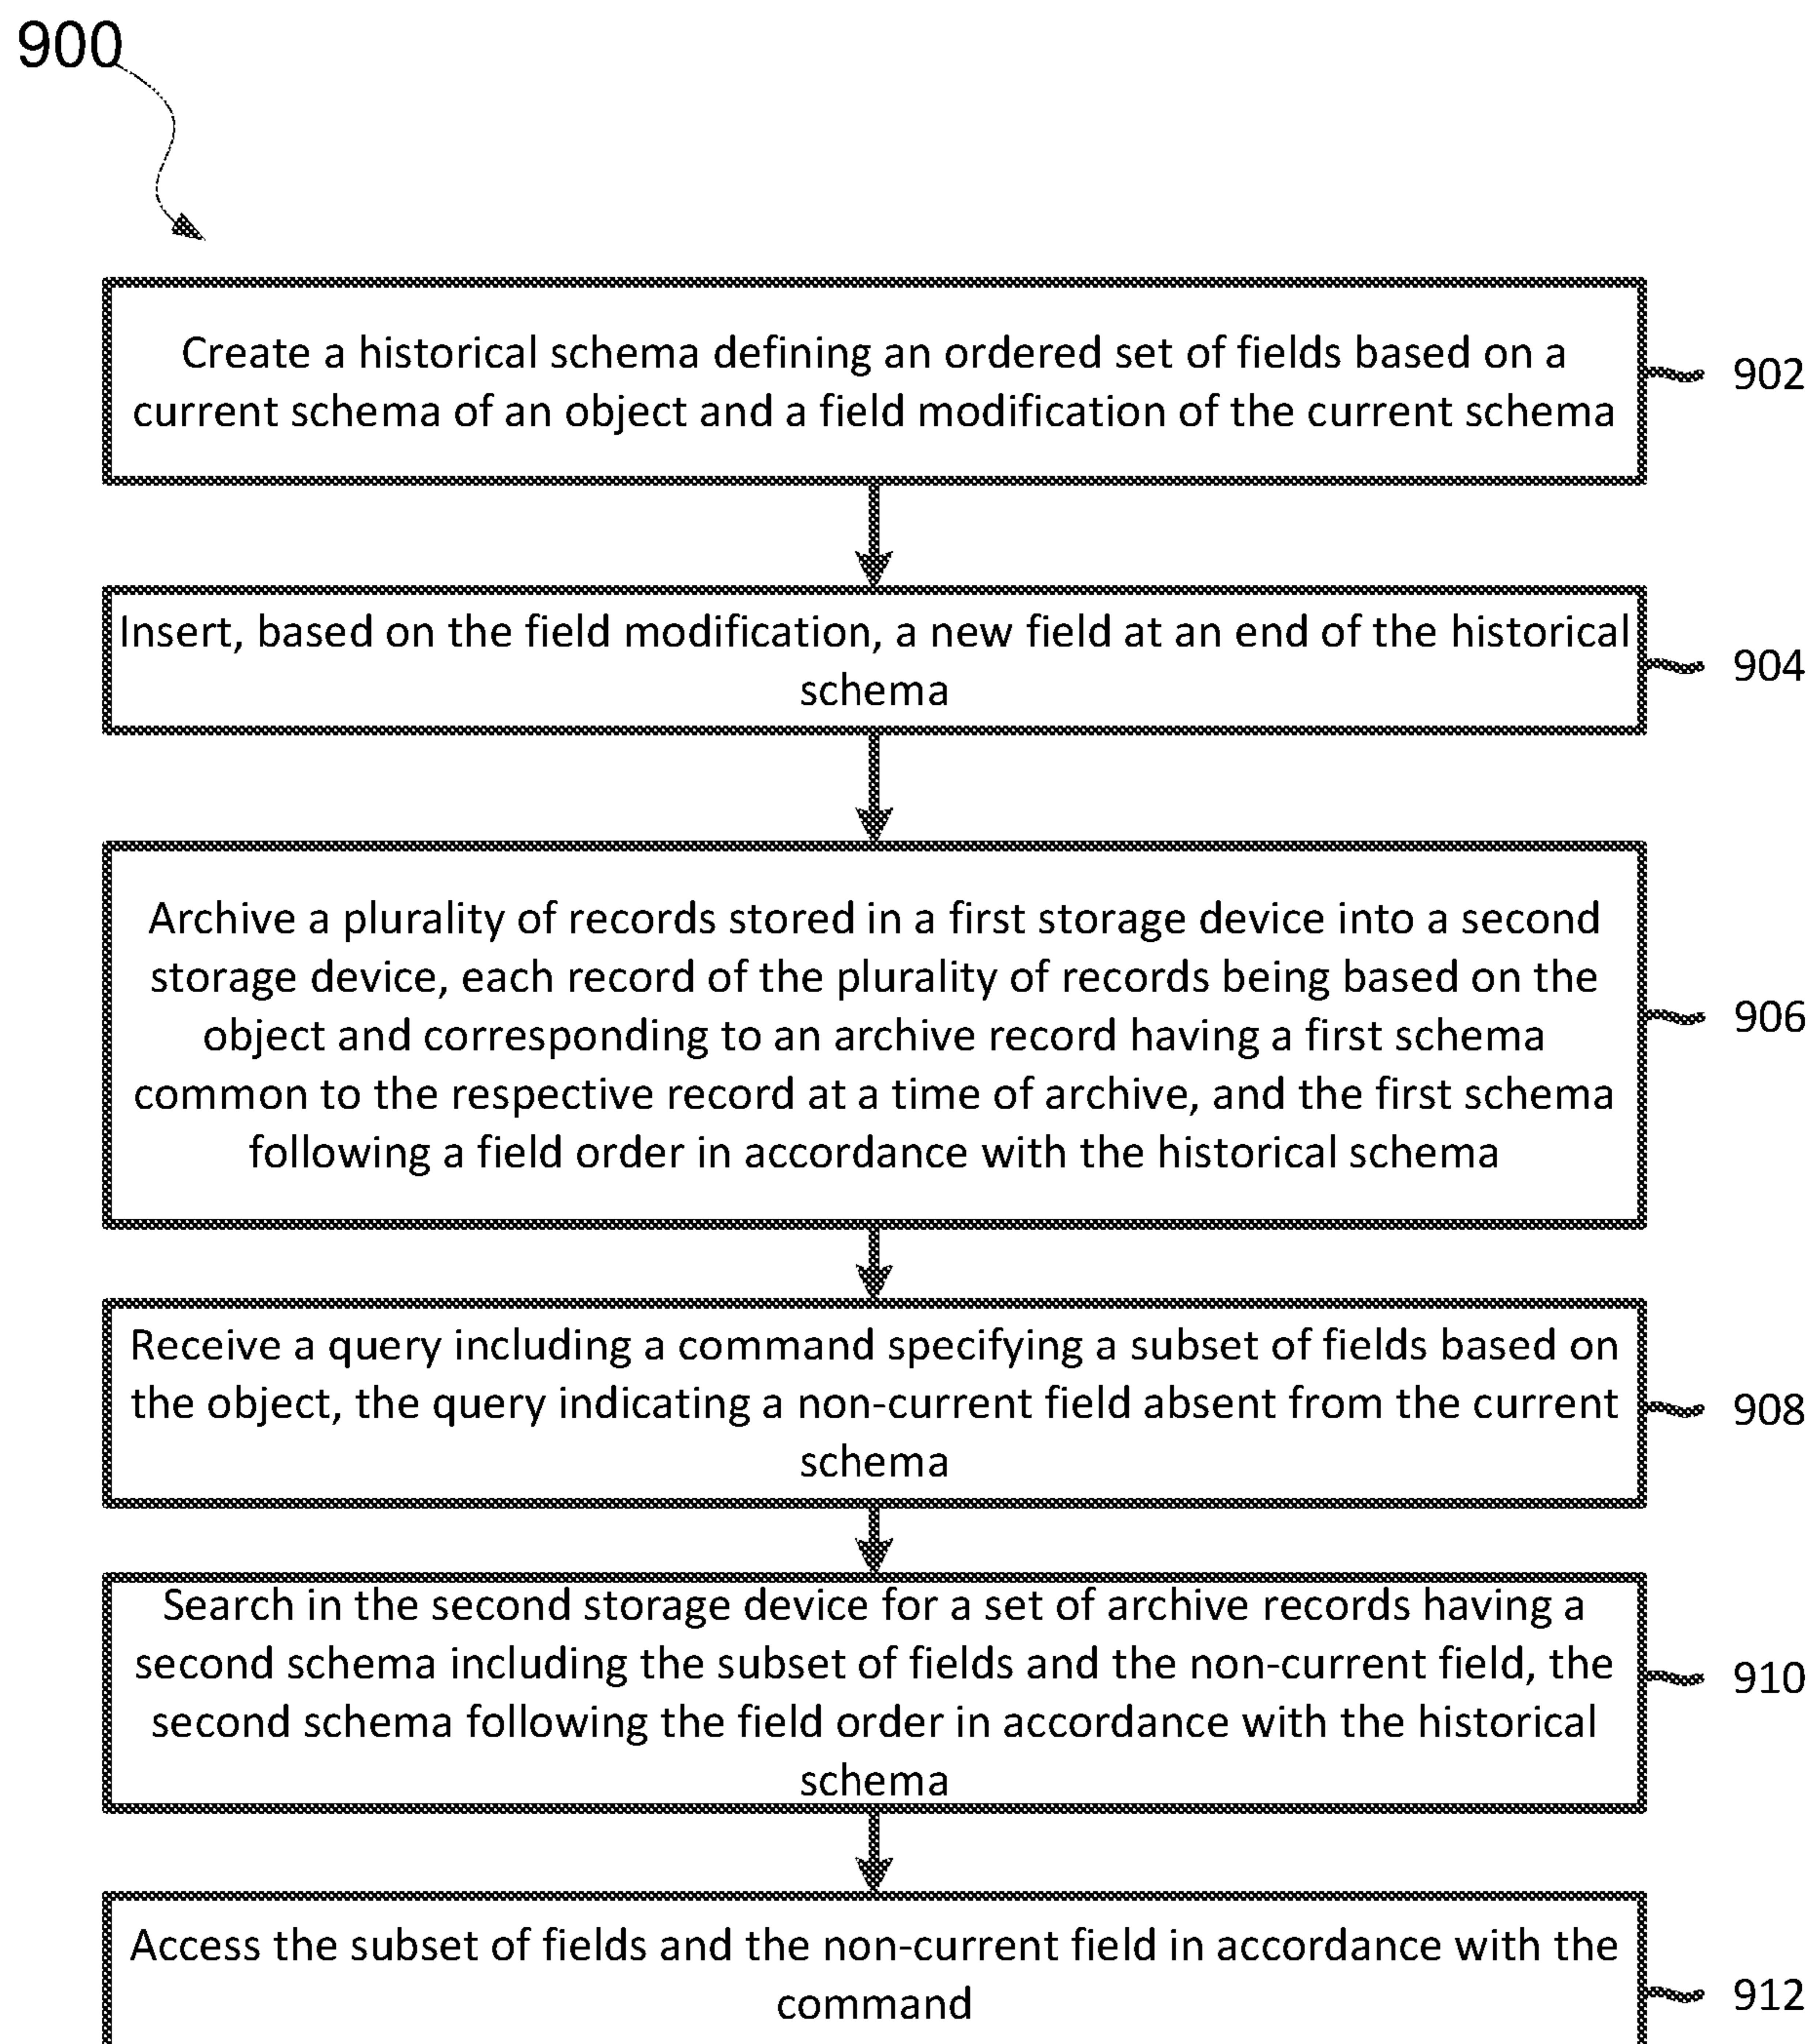 900
Create a historical schema defining an ordered set of fields based on a
current schema of an object and a field modification of the current schema
902
Insert, based on the field modification, a new field at an end of the historical
schema
904
Archive a plurality of records stored in a first storage device into a second
storage device, each record of the plurality of records being based on the
object and corresponding to an archive record having a first schema
common to the respective record at a time of archive, and the first schema
following a field order in accordance with the historical schema
906
Receive a query including a command specifying a subset of fields based on
the object, the query indicating a non-current field absent from the current
schema
908
Search in the second storage device for a set of archive records having a
second schema including the subset of fields and the non-current field, the
second schema following the field order in accordance with the historical
schema
910
Access the subset of fields and the non-current field in accordance with the
command
912